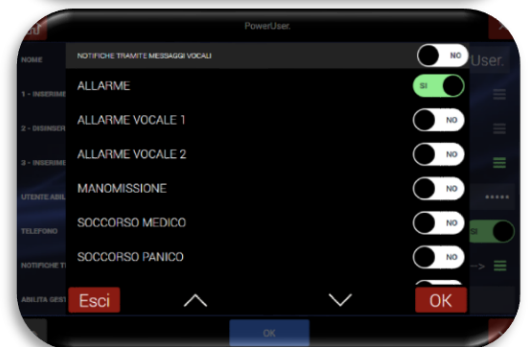 PowerUser.
NOME
User.
NOTIFICHE TRAMITE MESSAGGI VOCALI NO
ALLARME SI
1 - INSERIME
ALLARME VOCALE 1 NO
2 - DISINSER
ALLARME VOCALE 2 NO
3 - INSERIME
MANOMISSIONE NO
UTENTE ABIL
•••••
SOCCORSO MEDICO NO
TELEFONO
SI
SOCCORSO PANICO NO
NOTIFICHE T
-->
ABILITA GEST
Esci OK
OK